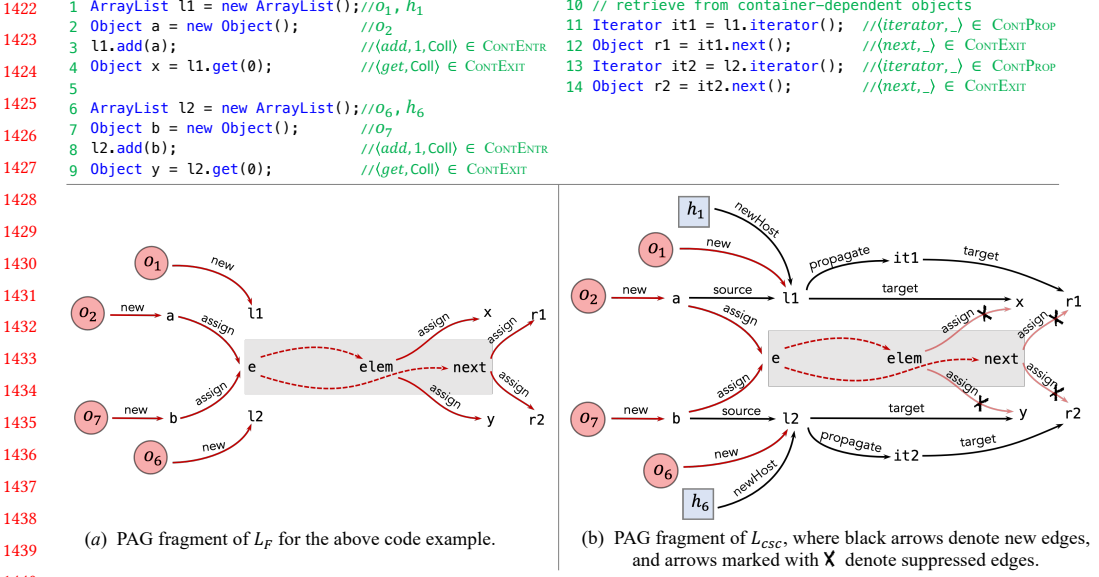 1422
1423
1424
1425
1426
1427
1428
1429
1430
1431
1432
1433
1434
1435
1436
1437
1438
1439
1 ArrayList l1 = new ArrayList();//o₁, h₁
2 Object a = new Object(); //o₂
3 l1.add(a); //⟨add, 1, Coll⟩ ∈ CONTENTR
4 Object x = l1.get(0); //⟨get, Coll⟩ ∈ CONTEXIT
5
6 ArrayList l2 = new ArrayList();//o₆, h₆
7 Object b = new Object(); //o₇
8 l2.add(b); //⟨add, 1, Coll⟩ ∈ CONTENTR
9 Object y = l2.get(0); //⟨get, Coll⟩ ∈ CONTEXIT
10 // retrieve from container-dependent objects
11 Iterator it1 = l1.iterator(); //⟨iterator, _⟩ ∈ CONTPROP
12 Object r1 = it1.next(); //⟨next, _⟩ ∈ CONTEXIT
13 Iterator it2 = l2.iterator(); //⟨iterator, _⟩ ∈ CONTPROP
14 Object r2 = it2.next(); //⟨next, _⟩ ∈ CONTEXIT
o₁
new
o₂
new
a
l1
assign
x
r1
assign
assign
e
elem
next
assign
assign
assign
o₇
new
b
l2
y
r2
new
o₆
(a) PAG fragment of L_F for the above code example.
h₁
newHost
o₁
new
propagate
it1
target
o₂
new
a
source
l1
target
x
r1
assign
assign
assign
e
elem
next
assign
assign
assign
o₇
new
b
source
l2
target
y
r2
propagate
target
it2
new
o₆
newHost
h₆
(b) PAG fragment of L_csc, where black arrows denote new edges,
and arrows marked with X denote suppressed edges.